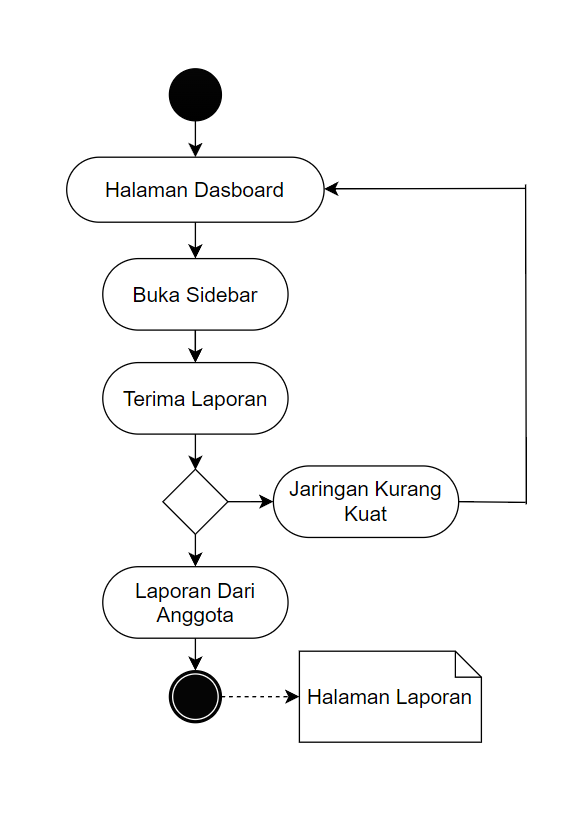 Halaman Dasboard
Buka Sidebar
Terima Laporan
Jaringan Kurang
Kuat
Laporan Dari
Anggota
Halaman Laporan